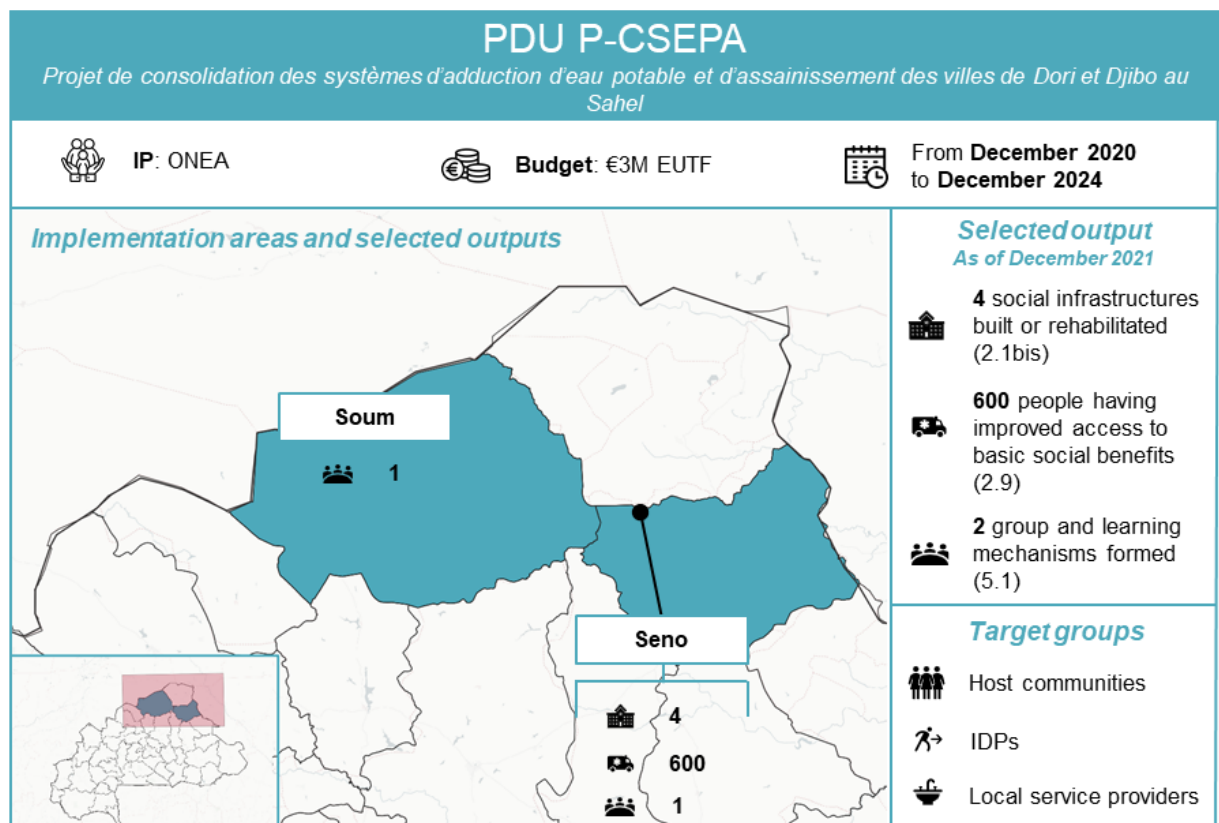 PDU P-CSEPA
Projet de consolidation des systèmes d'adduction d'eau potable et d'assainissement des villes de Dori et Djibo au
Sahel
IP: ONEA
Budget: €3M EUTF
From December 2020
to December 2024
Implementation areas and selected outputs
Soum
1
Seno
4
600
1
Selected output
As of December 2021
4 social infrastructures
built or rehabilitated
(2.1bis)
600 people having
improved access to
basic social benefits
(2.9)
2 group and learning
mechanisms formed
(5.1)
Target groups
Host communities
IDPs
Local service providers